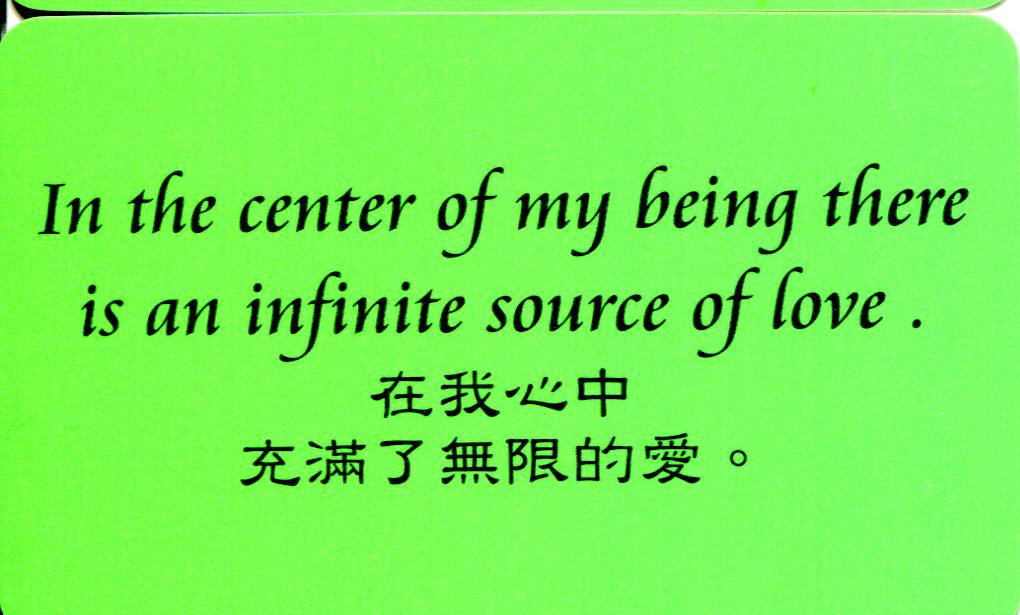 In the center of my being there
is an infinite source of love .
在我心中
充滿了無限的愛。